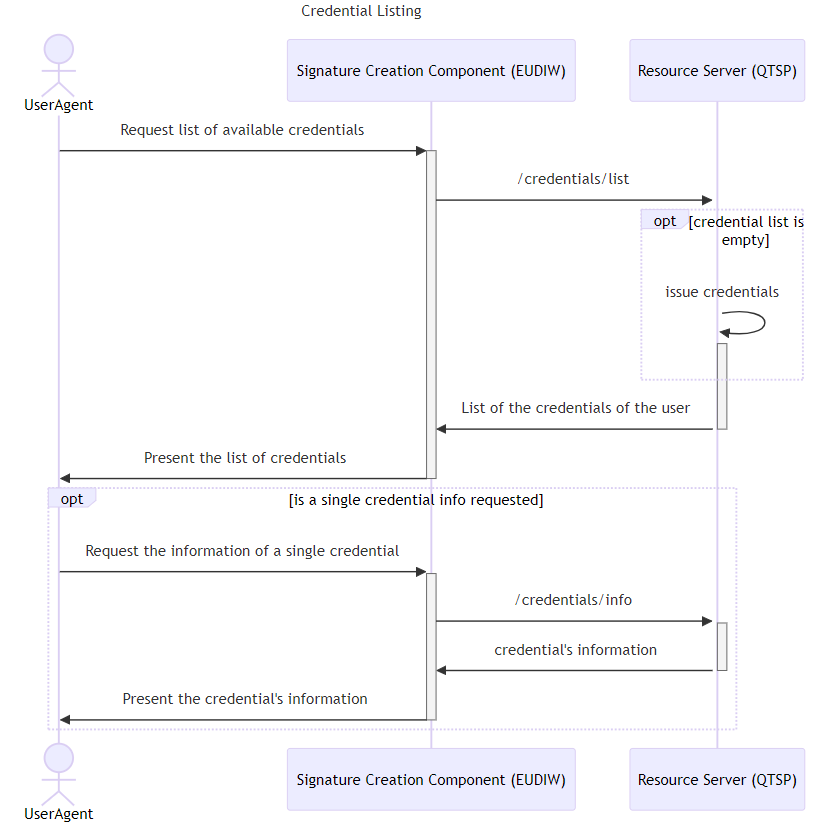 Credential Listing
UserAgent
Signature Creation Component (EUDIW)
Resource Server (QTSP)
Request list of available credentials
/credentials/list
opt
[credential list is
empty]
issue credentials
List of the credentials of the user
Present the list of credentials
opt
[is a single credential info requested]
Request the information of a single credential
/credentials/info
credential's information
Present the credential's information
UserAgent
Signature Creation Component (EUDIW)
Resource Server (QTSP)